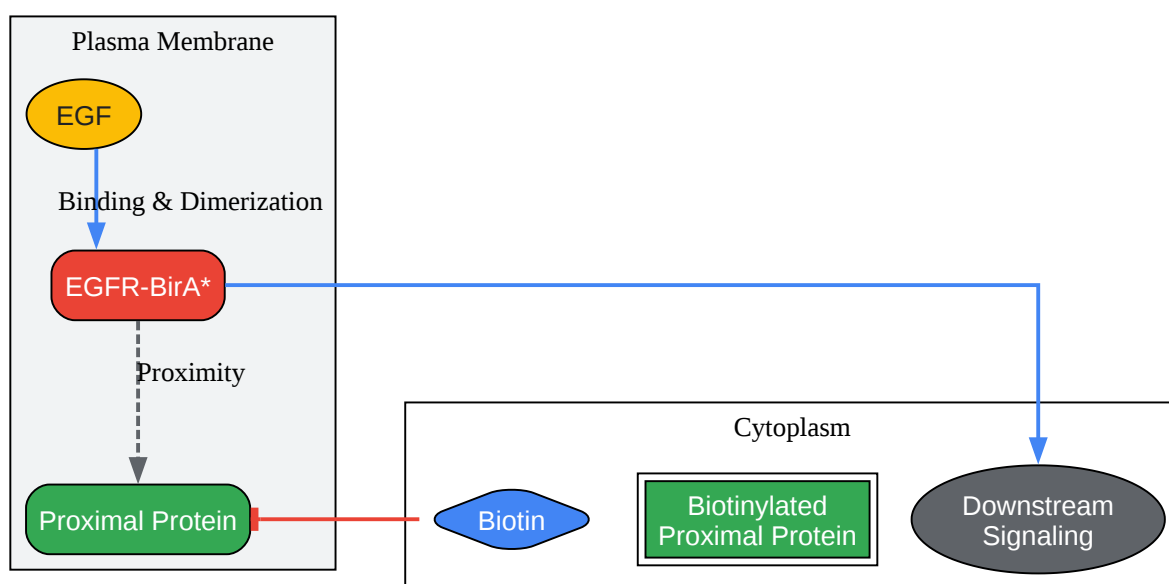 Plasma Membrane
EGF
Binding & Dimerization
EGFR-BirA*
Proximity
Cytoplasm
Proximal Protein
Biotin
Biotinylated
Proximal Protein
Downstream
Signaling